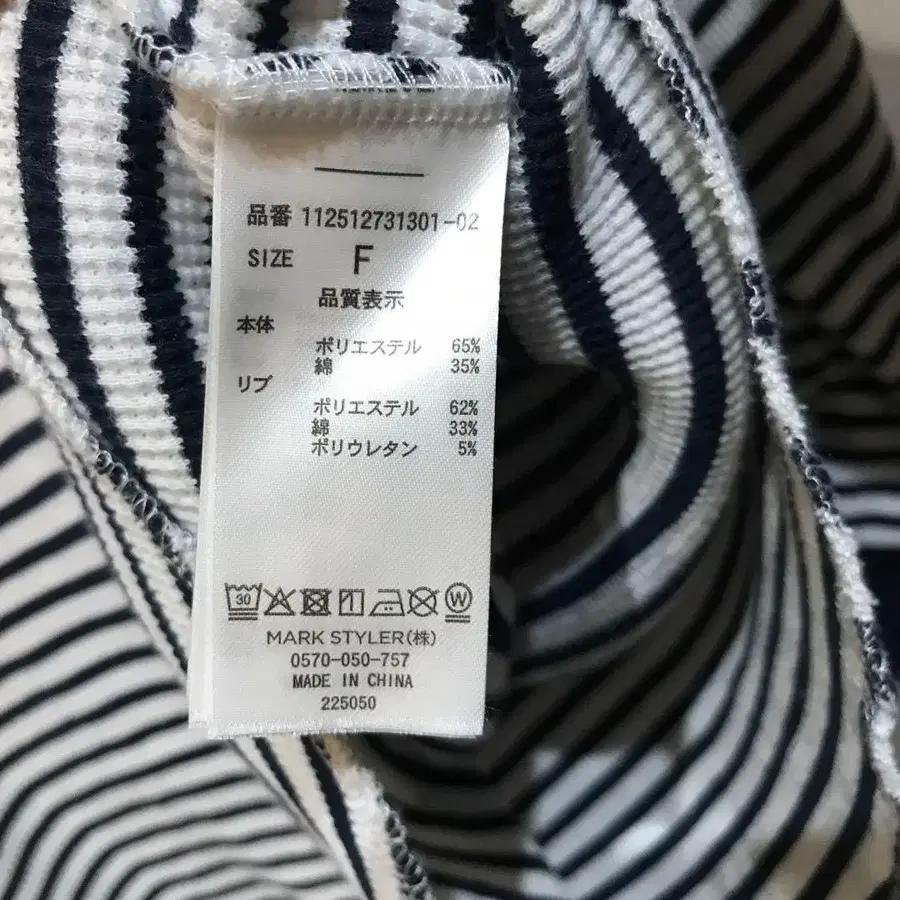 品番 112512731301-02
SIZE F
品質表示
本体
ポリエステル 65%
綿 35%
リブ
ポリエステル 62%
綿 33%
ポリウレタン 5%
30 W
MARK STYLER(株)
0570-050-757
MADE IN CHINA
225050